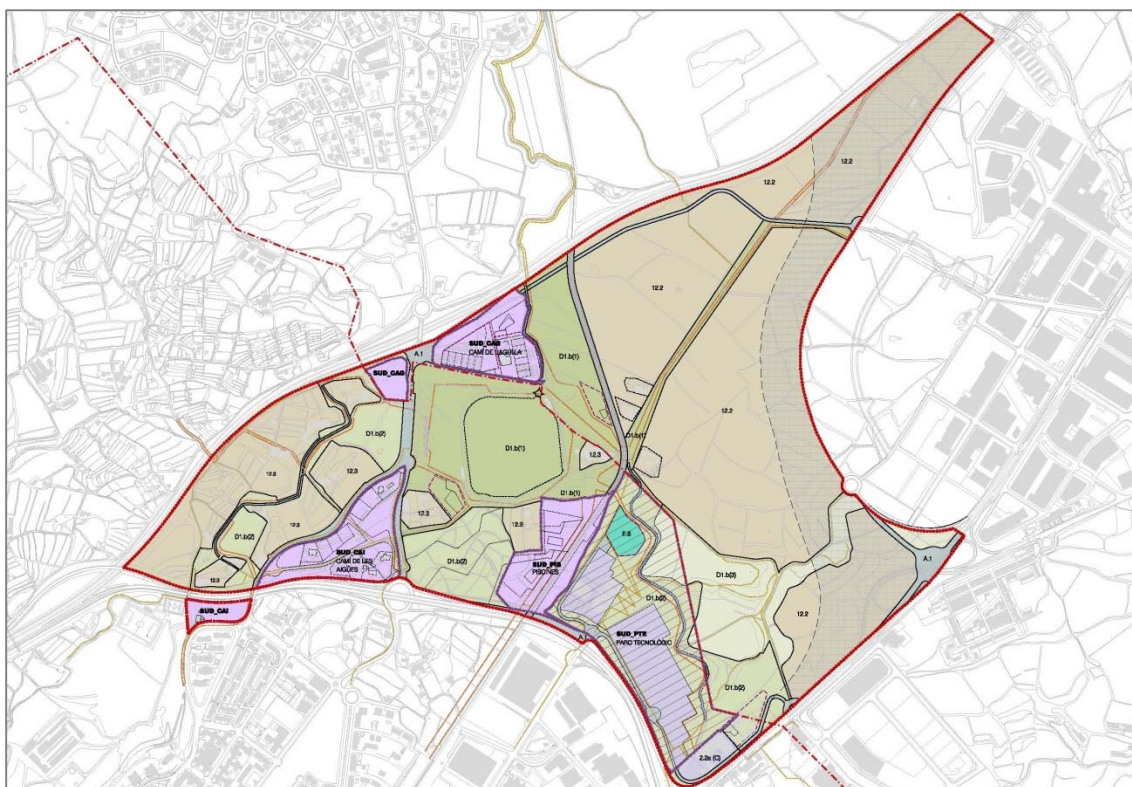 12.2
12.2
12.2
SUD_CAG
CAMÍ DE L'AGULLA
A.1
D1.b(1)
SUD_CAG
12.2
D1.b(2)
D1.b(1)
D1.b(1)
12.3
12.3
12.3
D1.b(1)
12.3
12.3
12.3
D1.b(2)
E.8
SUD_CAI
CAMÍ DE LES
AIGÜES
D1.b(2)
SUD_PIS
PISCINES
D1.b(3)
A.1
12.3
D1.b(2)
SUD_CAI
12.2
A.1
SUD_PTE
PARC TECNOLÒGIC
D1.b(2)
2.2a (C)